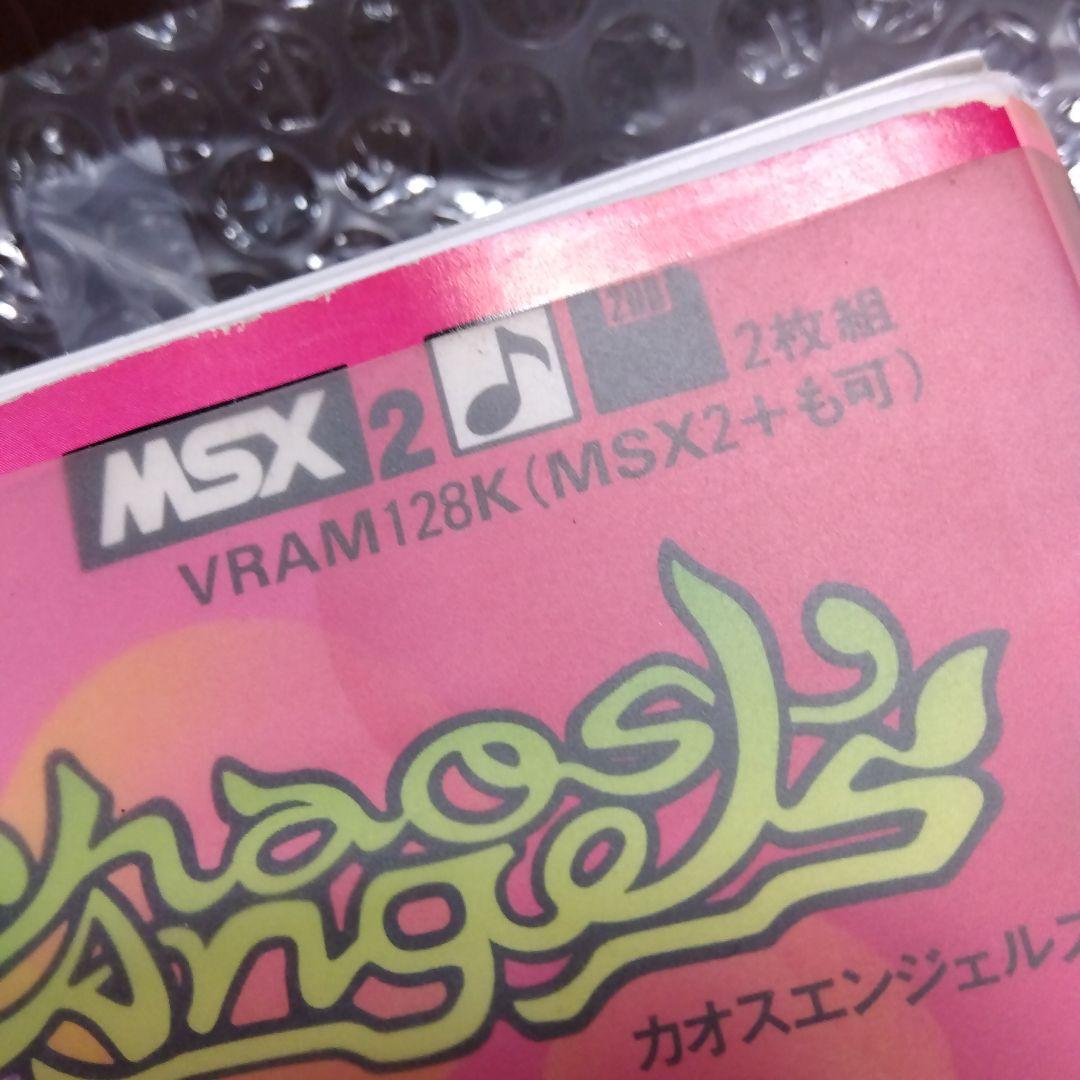 MSX 2 2DD 2枚組
VRAM128K(MSX2+も可)
Chaos
Angels
カオスエンジェルス